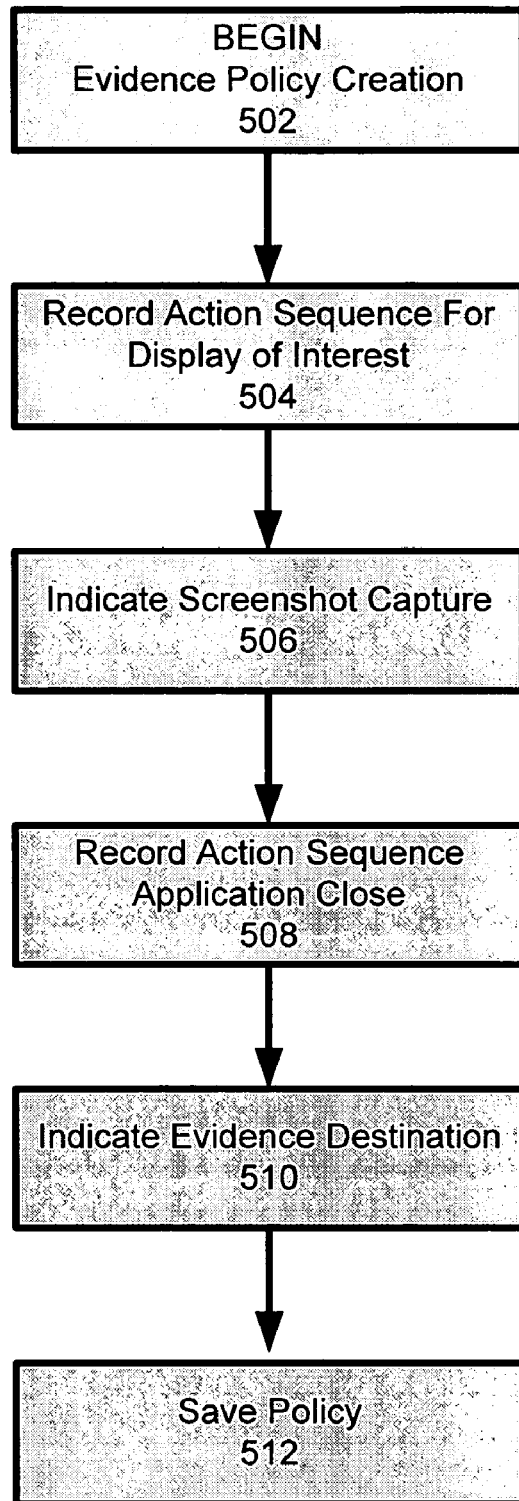 BEGIN
Evidence Policy Creation
502
Record Action Sequence For
Display of Interest
504
Indicate Screenshot Capture
506
Record Action Sequence
Application Close
508
Indicate Evidence Destination
510
Save Policy
512